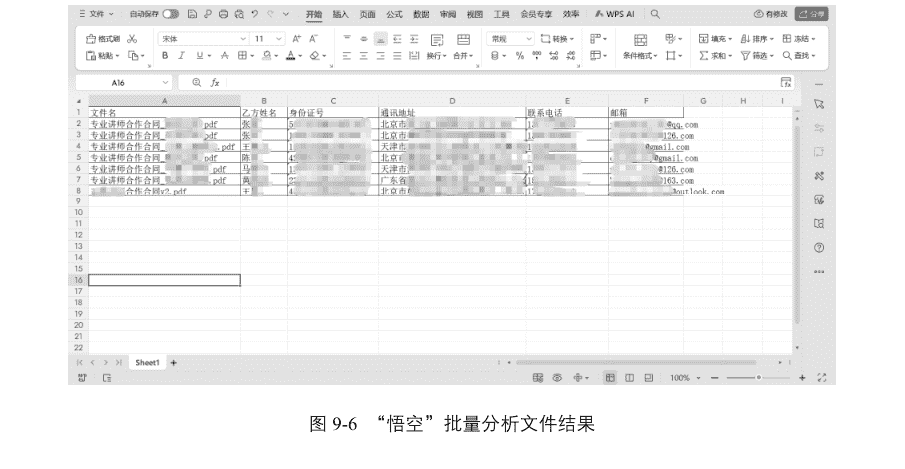 三 文件 自动保存 开始 插入 页面 公式 数据 审阅 视图 工具 会员专享 效率 WPS AI 有修改 分享
格式刷 宋体 11 A+ A- 常规 转换 填充 排序 冻结
粘贴 B I U A 换行 合并 % 条件格式 求和 筛选 查找
A16 fx
A B C D E F G H I
1 文件名 乙方姓名 身份证号 通讯地址 联系电话 邮箱
2 专业讲师合作合同_ .pdf 张 北京市 @qq.com
3 专业讲师合作合同_ .pdf 张 北京市 @126.com
4 专业讲师合作合同_ .pdf 王 天津市 @gmail.com
5 专业讲师合作合同_ .pdf 陈 北京市 @gmail.com
6 专业讲师合作合同_ .pdf 马 天津市 @126.com
7 专业讲师合作合同_ .pdf 黄 广东省 @163.com
8 合作合同v2.pdf 王 北京市 @outlook.com
9
10
11
12
13
14
15
16
17
18
19
20
21
22
Sheet1 +
100% − +
图 9-6 “悟空”批量分析文件结果